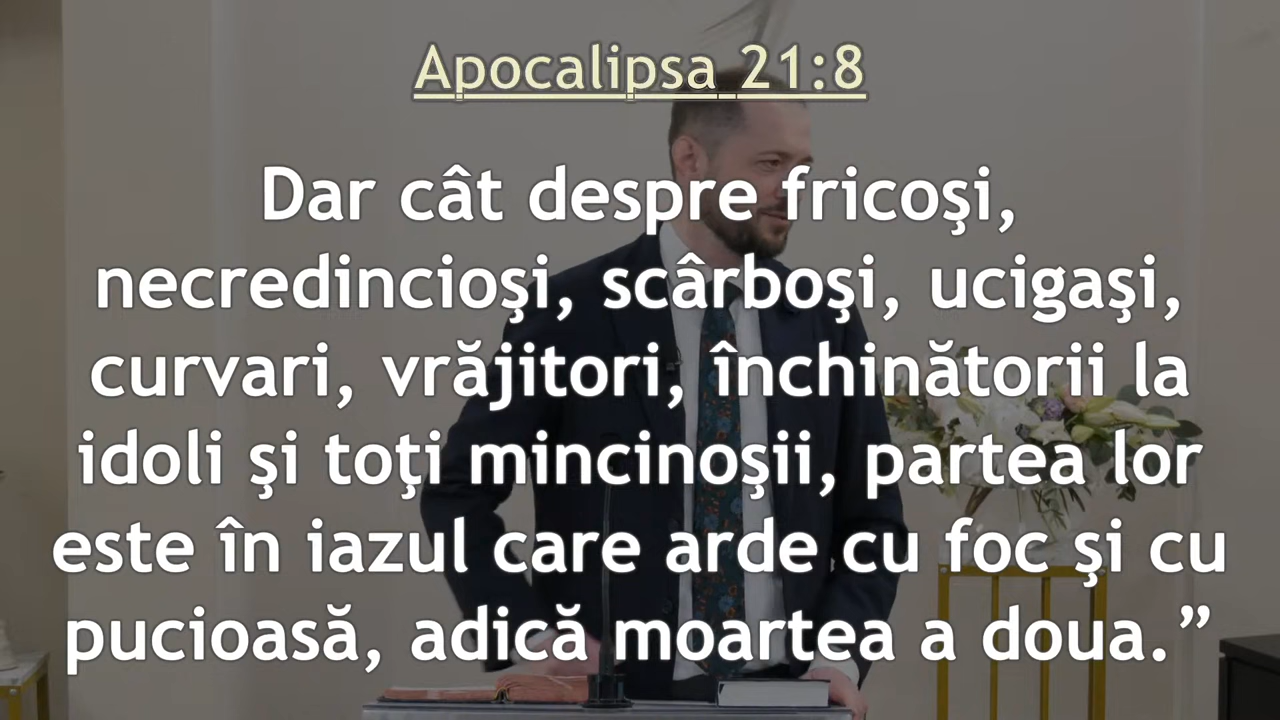 Apocalipsa 21:8
Dar cât despre fricoşi,
necredincioşi, scârboşi, ucigaşi,
curvari, vrăjitori, închinătorii la
idoli şi toţi mincinoşii, partea lor
este în iazul care arde cu foc şi cu
pucioasă, adică moartea a doua.”